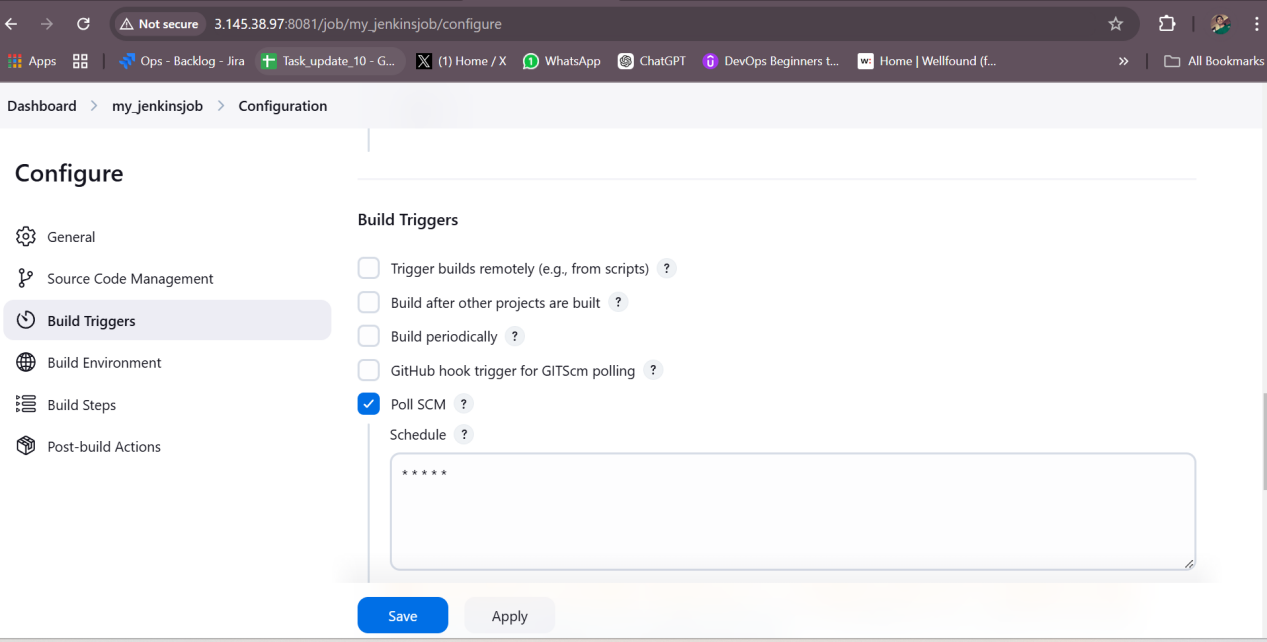 Not secure 3.145.38.97:8081/job/my_jenkinsjob/configure
Apps Ops - Backlog - Jira Task_update_10 - G... X (1) Home / X 1 WhatsApp ChatGPT DevOps Beginners t... w: Home | Wellfound (f... » All Bookmarks
Dashboard > my_jenkinsjob > Configuration
Configure
General
Source Code Management
Build Triggers
Build Environment
Build Steps
Post-build Actions
Build Triggers
Trigger builds remotely (e.g., from scripts) ?
Build after other projects are built ?
Build periodically ?
GitHub hook trigger for GITScm polling ?
Poll SCM ?
Schedule ?
* * * * *
Save Apply